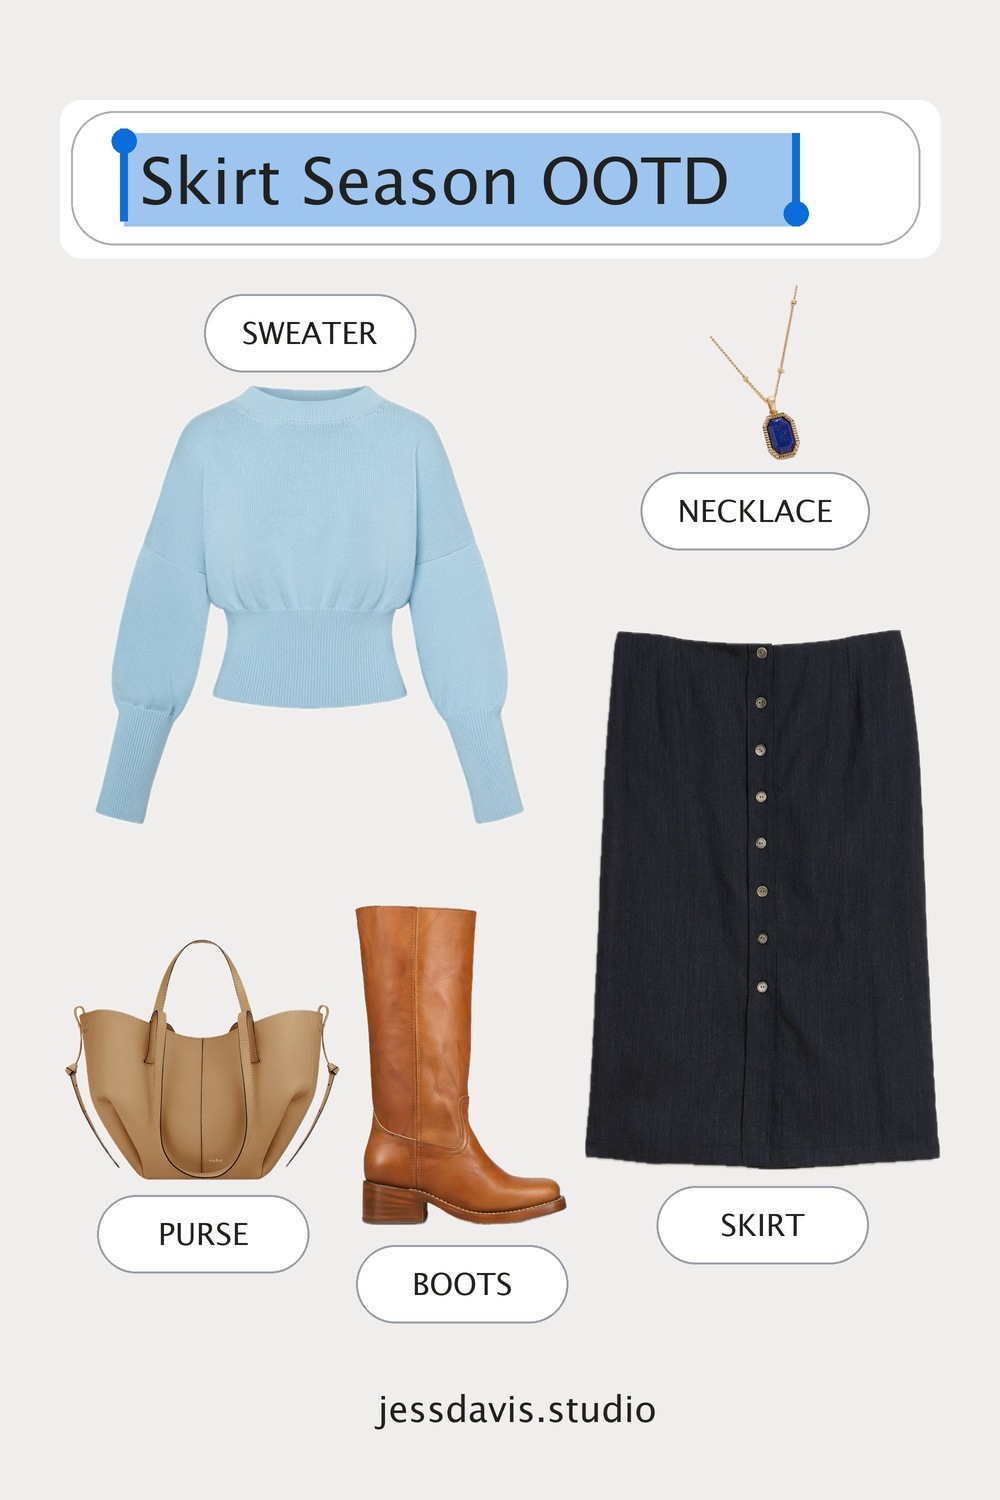 Skirt Season OOTD
SWEATER
NECKLACE
PURSE
BOOTS
SKIRT
jessdavis.studio